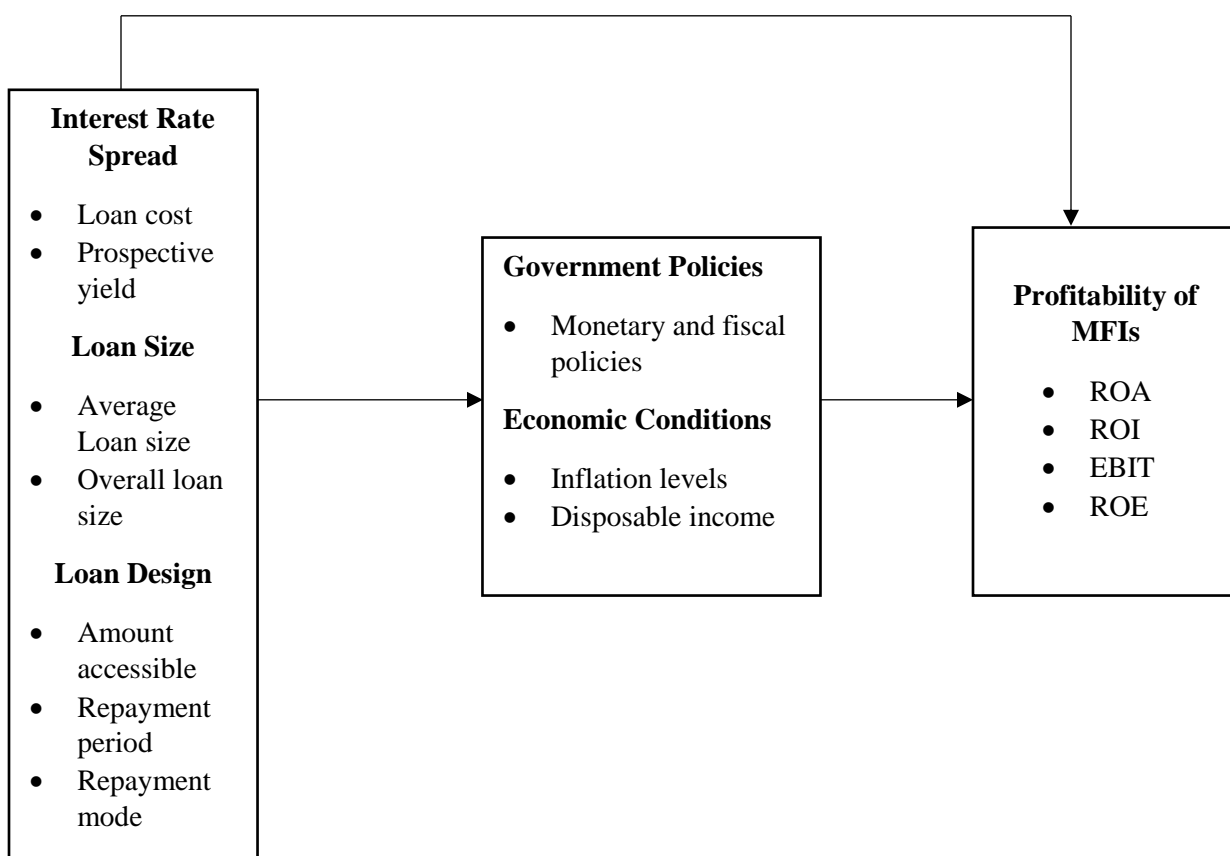 Interest Rate
Spread
• Loan cost
• Prospective
yield
Loan Size
• Average
Loan size
• Overall loan
size
Loan Design
• Amount
accessible
• Repayment
period
• Repayment
mode
Government Policies
• Monetary and fiscal
policies
Economic Conditions
• Inflation levels
• Disposable income
Profitability of
MFIs
• ROA
• ROI
• EBIT
• ROE